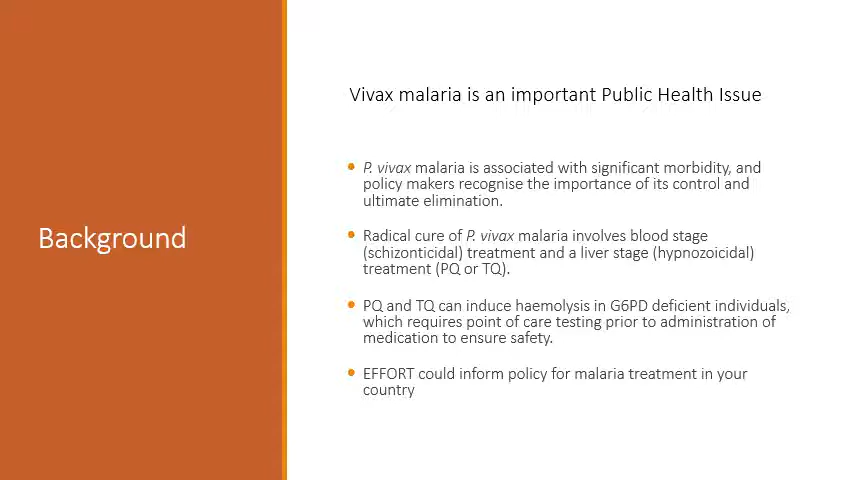 Background
Vivax malaria is an important Public Health Issue
• P. vivax malaria is associated with significant morbidity, and
policy makers recognise the importance of its control and
ultimate elimination.
• Radical cure of P. vivax malaria involves blood stage
(schizonticidal) treatment and a liver stage (hypnozoicidal)
treatment (PQ or TQ).
• PQ and TQ can induce haemolysis in G6PD deficient individuals,
which requires point of care testing prior to administration of
medication to ensure safety.
• EFFORT could inform policy for malaria treatment in your
country